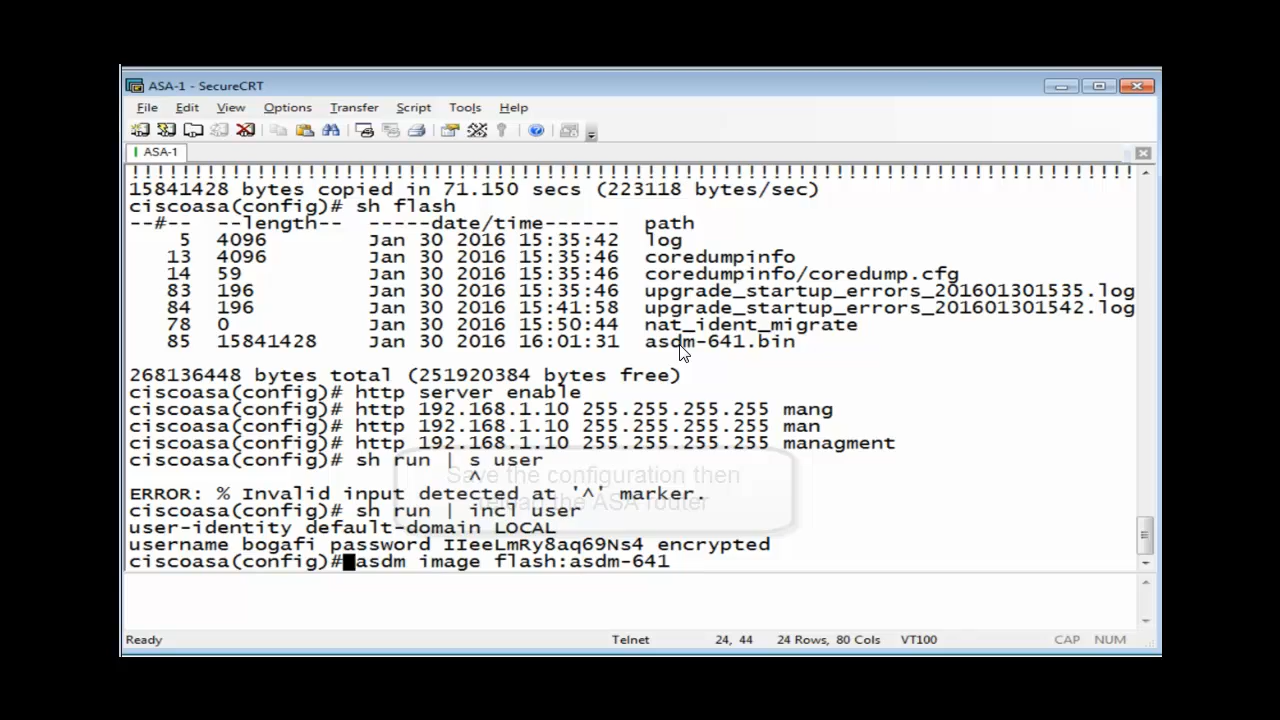 ASA-1 - SecureCRT
File Edit View Options Transfer Script Tools Help
ASA-1
!!!!!!!!!!!!!!!!!!!!!!!!!!!!!!!!!!!!!!!!!!!!!!!!!!!!!!!!!!!!!!!!!!!!!!!!!!!!!!!!
15841428 bytes copied in 71.150 secs (223118 bytes/sec)
ciscoasa(config)# sh flash
--#-- --length-- -----date/time------ path
5 4096 Jan 30 2016 15:35:42 log
13 4096 Jan 30 2016 15:35:46 coredumpinfo
14 59 Jan 30 2016 15:35:46 coredumpinfo/coredump.cfg
83 196 Jan 30 2016 15:35:46 upgrade_startup_errors_201601301535.log
84 196 Jan 30 2016 15:41:58 upgrade_startup_errors_201601301542.log
78 0 Jan 30 2016 15:50:44 nat_ident_migrate
85 15841428 Jan 30 2016 16:01:31 asdm-641.bin
268136448 bytes total (251920384 bytes free)
ciscoasa(config)# http server enable
ciscoasa(config)# http 192.168.1.10 255.255.255.255 mang
ciscoasa(config)# http 192.168.1.10 255.255.255.255 man
ciscoasa(config)# http 192.168.1.10 255.255.255.255 managment
ciscoasa(config)# sh run | s user
^
Save the configuration then
ERROR: % Invalid input detected at '^' marker.
reload the ASA router
ciscoasa(config)# sh run | incl user
user-identity default-domain LOCAL
username bogafi password IIeeLmRy8aq69Ns4 encrypted
ciscoasa(config)# asdm image flash:asdm-641
Ready Telnet 24, 44 24 Rows, 80 Cols VT100 CAP NUM